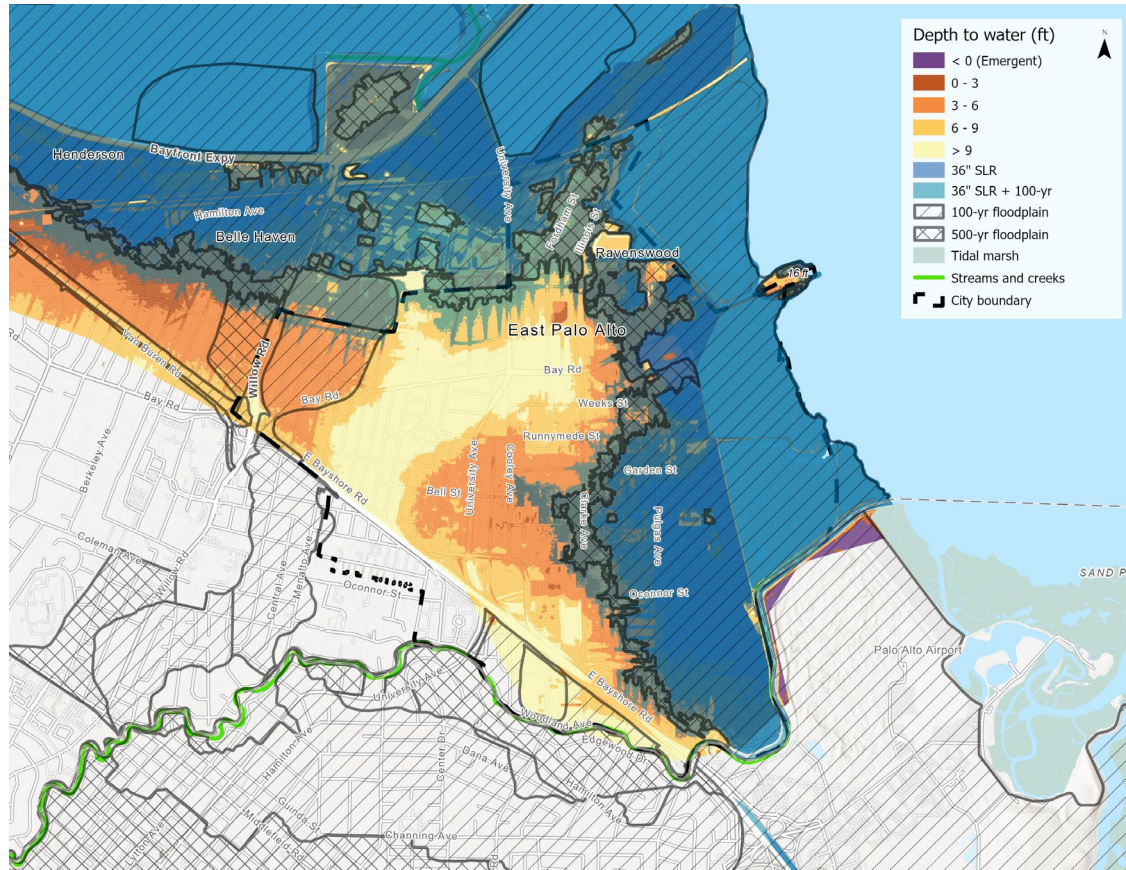 Depth to water (ft)
N
< 0 (Emergent)
0 - 3
3 - 6
6 - 9
> 9
36" SLR
36" SLR + 100-yr
100-yr floodplain
500-yr floodplain
Tidal marsh
Streams and creeks
City boundary
Henderson
Bayfront Expy
University Ave
Hamilton Ave
Belle Haven
Fordham St
Illinois St
Ravenswood
16 ft
East Palo Alto
Van Buren Rd
Willow Rd
Rd
Bay Rd
Bay Rd
Bay Rd
Weeks St
Runnymede St
Berkeley Ave
E Bayshore Rd
Bell St
University Ave
Cooley Ave
Garden St
Clarke Ave
Pulgas Ave
Coleman Ave
Willow Rd
Central Ave
Menalto Ave
Oconnor St
Oconnor St
SAND P
Palo Alto Airport
University Ave
E Bayshore Rd
Woodland Ave
Edgewood Dr
Hamilton Ave
Center Dr
Dana Ave
Hamilton Ave
Guinda St
Middlefield Rd
Channing Ave
Lytton Ave